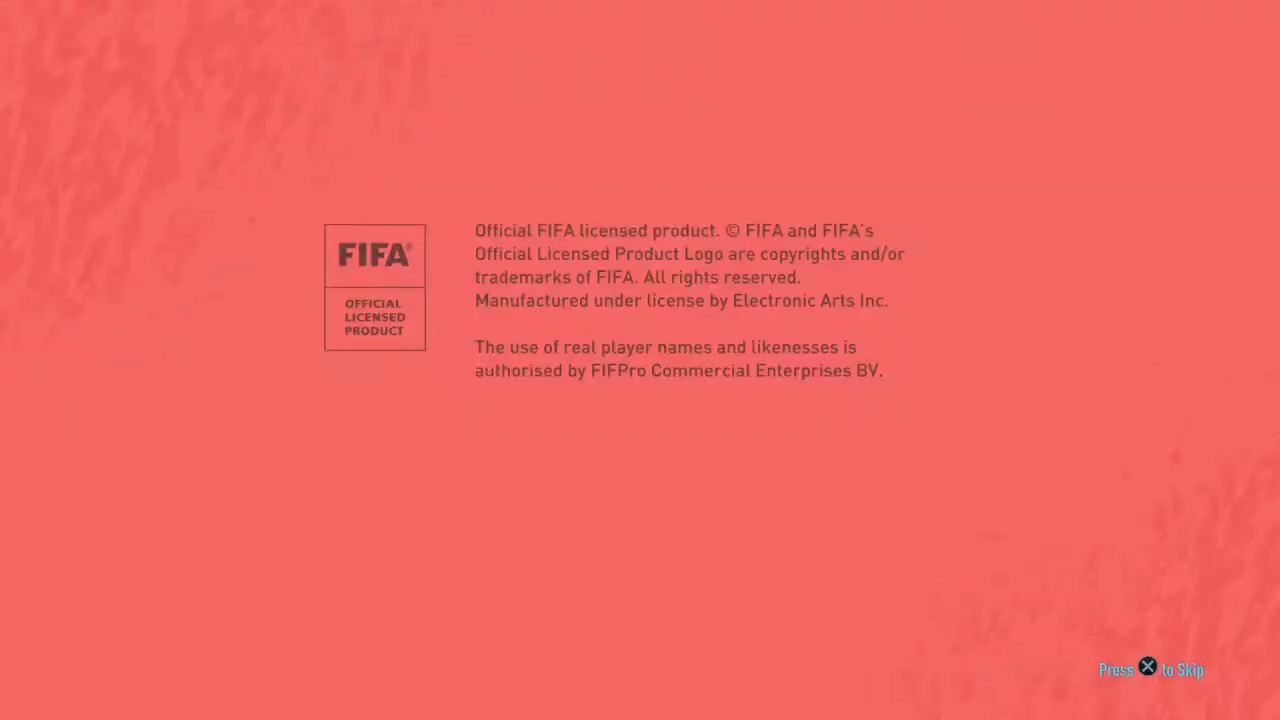 FIFA®
OFFICIAL
LICENSED
PRODUCT
Official FIFA licensed product. © FIFA and FIFA's
Official Licensed Product Logo are copyrights and/or
trademarks of FIFA. All rights reserved.
Manufactured under license by Electronic Arts Inc.
The use of real player names and likenesses is
authorised by FIFPro Commercial Enterprises BV.
Press to Skip